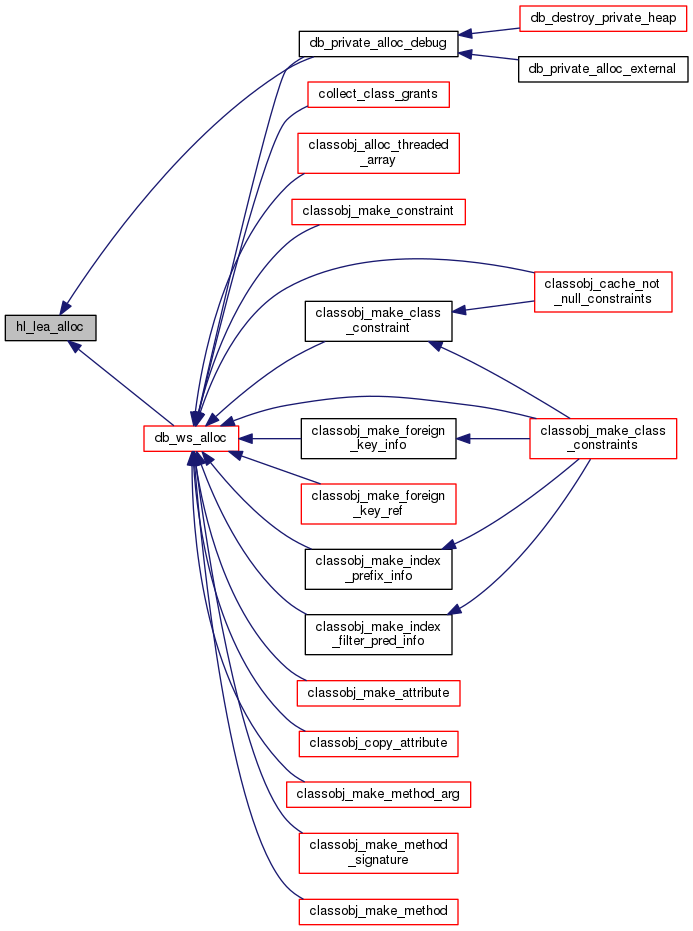 db_destroy_private_heap
db_private_alloc_debug
db_private_alloc_external
collect_class_grants
classobj_alloc_threaded
_array
classobj_make_constraint
classobj_cache_not
_null_constraints
hl_lea_alloc
classobj_make_class
_constraint
db_ws_alloc
classobj_make_foreign
_key_info
classobj_make_class
_constraints
classobj_make_foreign
_key_ref
classobj_make_index
_prefix_info
classobj_make_index
_filter_pred_info
classobj_make_attribute
classobj_copy_attribute
classobj_make_method_arg
classobj_make_method
_signature
classobj_make_method